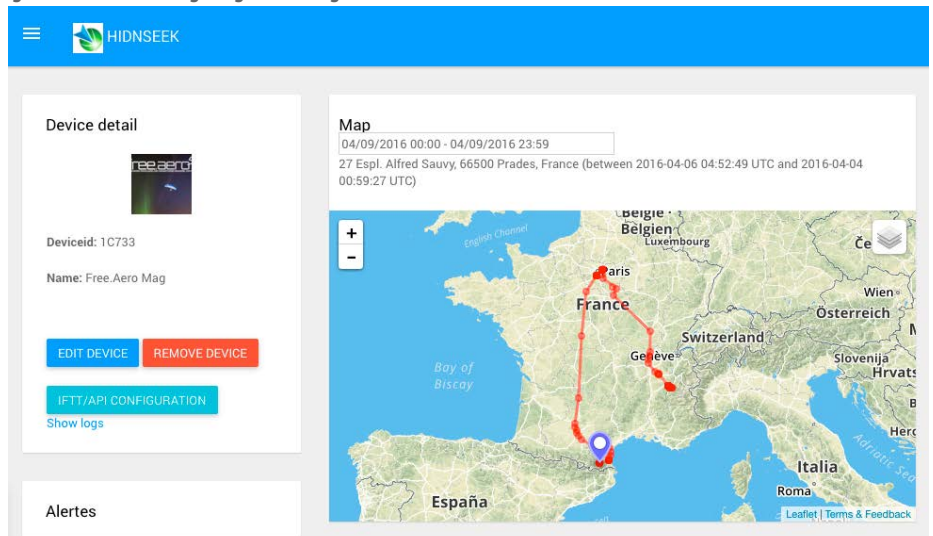 HIDNSEEK
Device detail
free.aero
Deviceid: 1C733
Name: Free.Aero Mag
EDIT DEVICE REMOVE DEVICE
IFTT/API CONFIGURATION
Show logs
Alertes
Map
04/09/2016 00:00 - 04/09/2016 23:59
27 Espl. Alfred Sauvy, 66500 Prades, France (between 2016-04-06 04:52:49 UTC and 2016-04-04
00:59:27 UTC)
+
−
België
Belgien
Luxembourg
English Channel
Če
Paris
Wien
France
Österreich
Switzerland
Genève
Slovenija
Hrvats
Bay of
Biscay
Herc
Adriatic Sea
Italia
Roma
España
Leaflet | Terms & Feedback